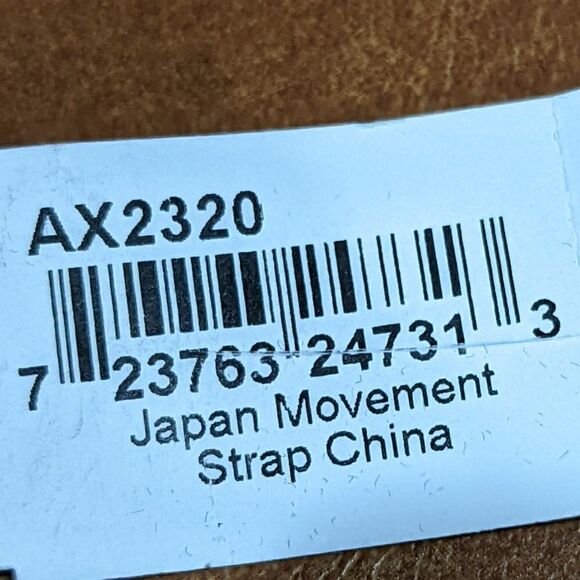 AX2320
7 23763 24731 3
Japan Movement
Strap China